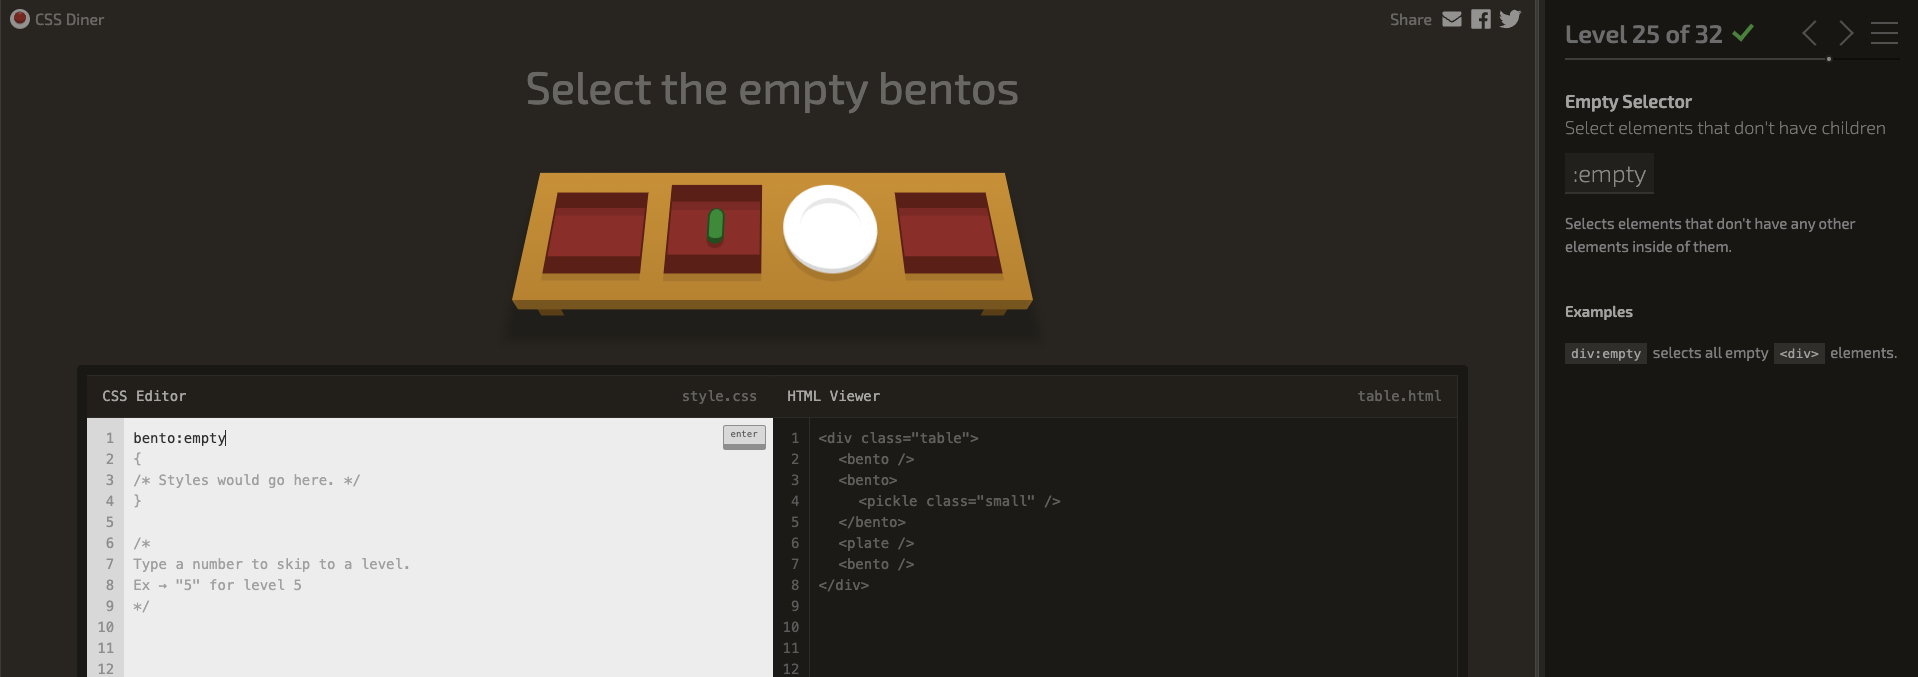 CSS Diner
Share
Select the empty bentos
CSS Editor style.css
1 bento:empty enter
2 {
3 /* Styles would go here. */
4 }
5
6 /*
7 Type a number to skip to a level.
8 Ex → "5" for level 5
9 */
10
11
12
HTML Viewer table.html
1 <div class="table">
2 <bento />
3 <bento>
4 <pickle class="small" />
5 </bento>
6 <plate />
7 <bento />
8 </div>
9
10
11
12
Level 25 of 32
Empty Selector
Select elements that don't have children
:empty
Selects elements that don't have any other
elements inside of them.
Examples
div:empty selects all empty <div> elements.